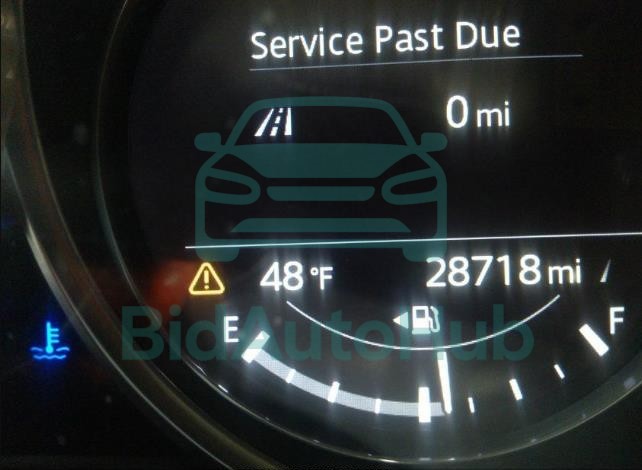 Service Past Due
0 mi
48 °F 28718 mi
E F
BidAutoHub